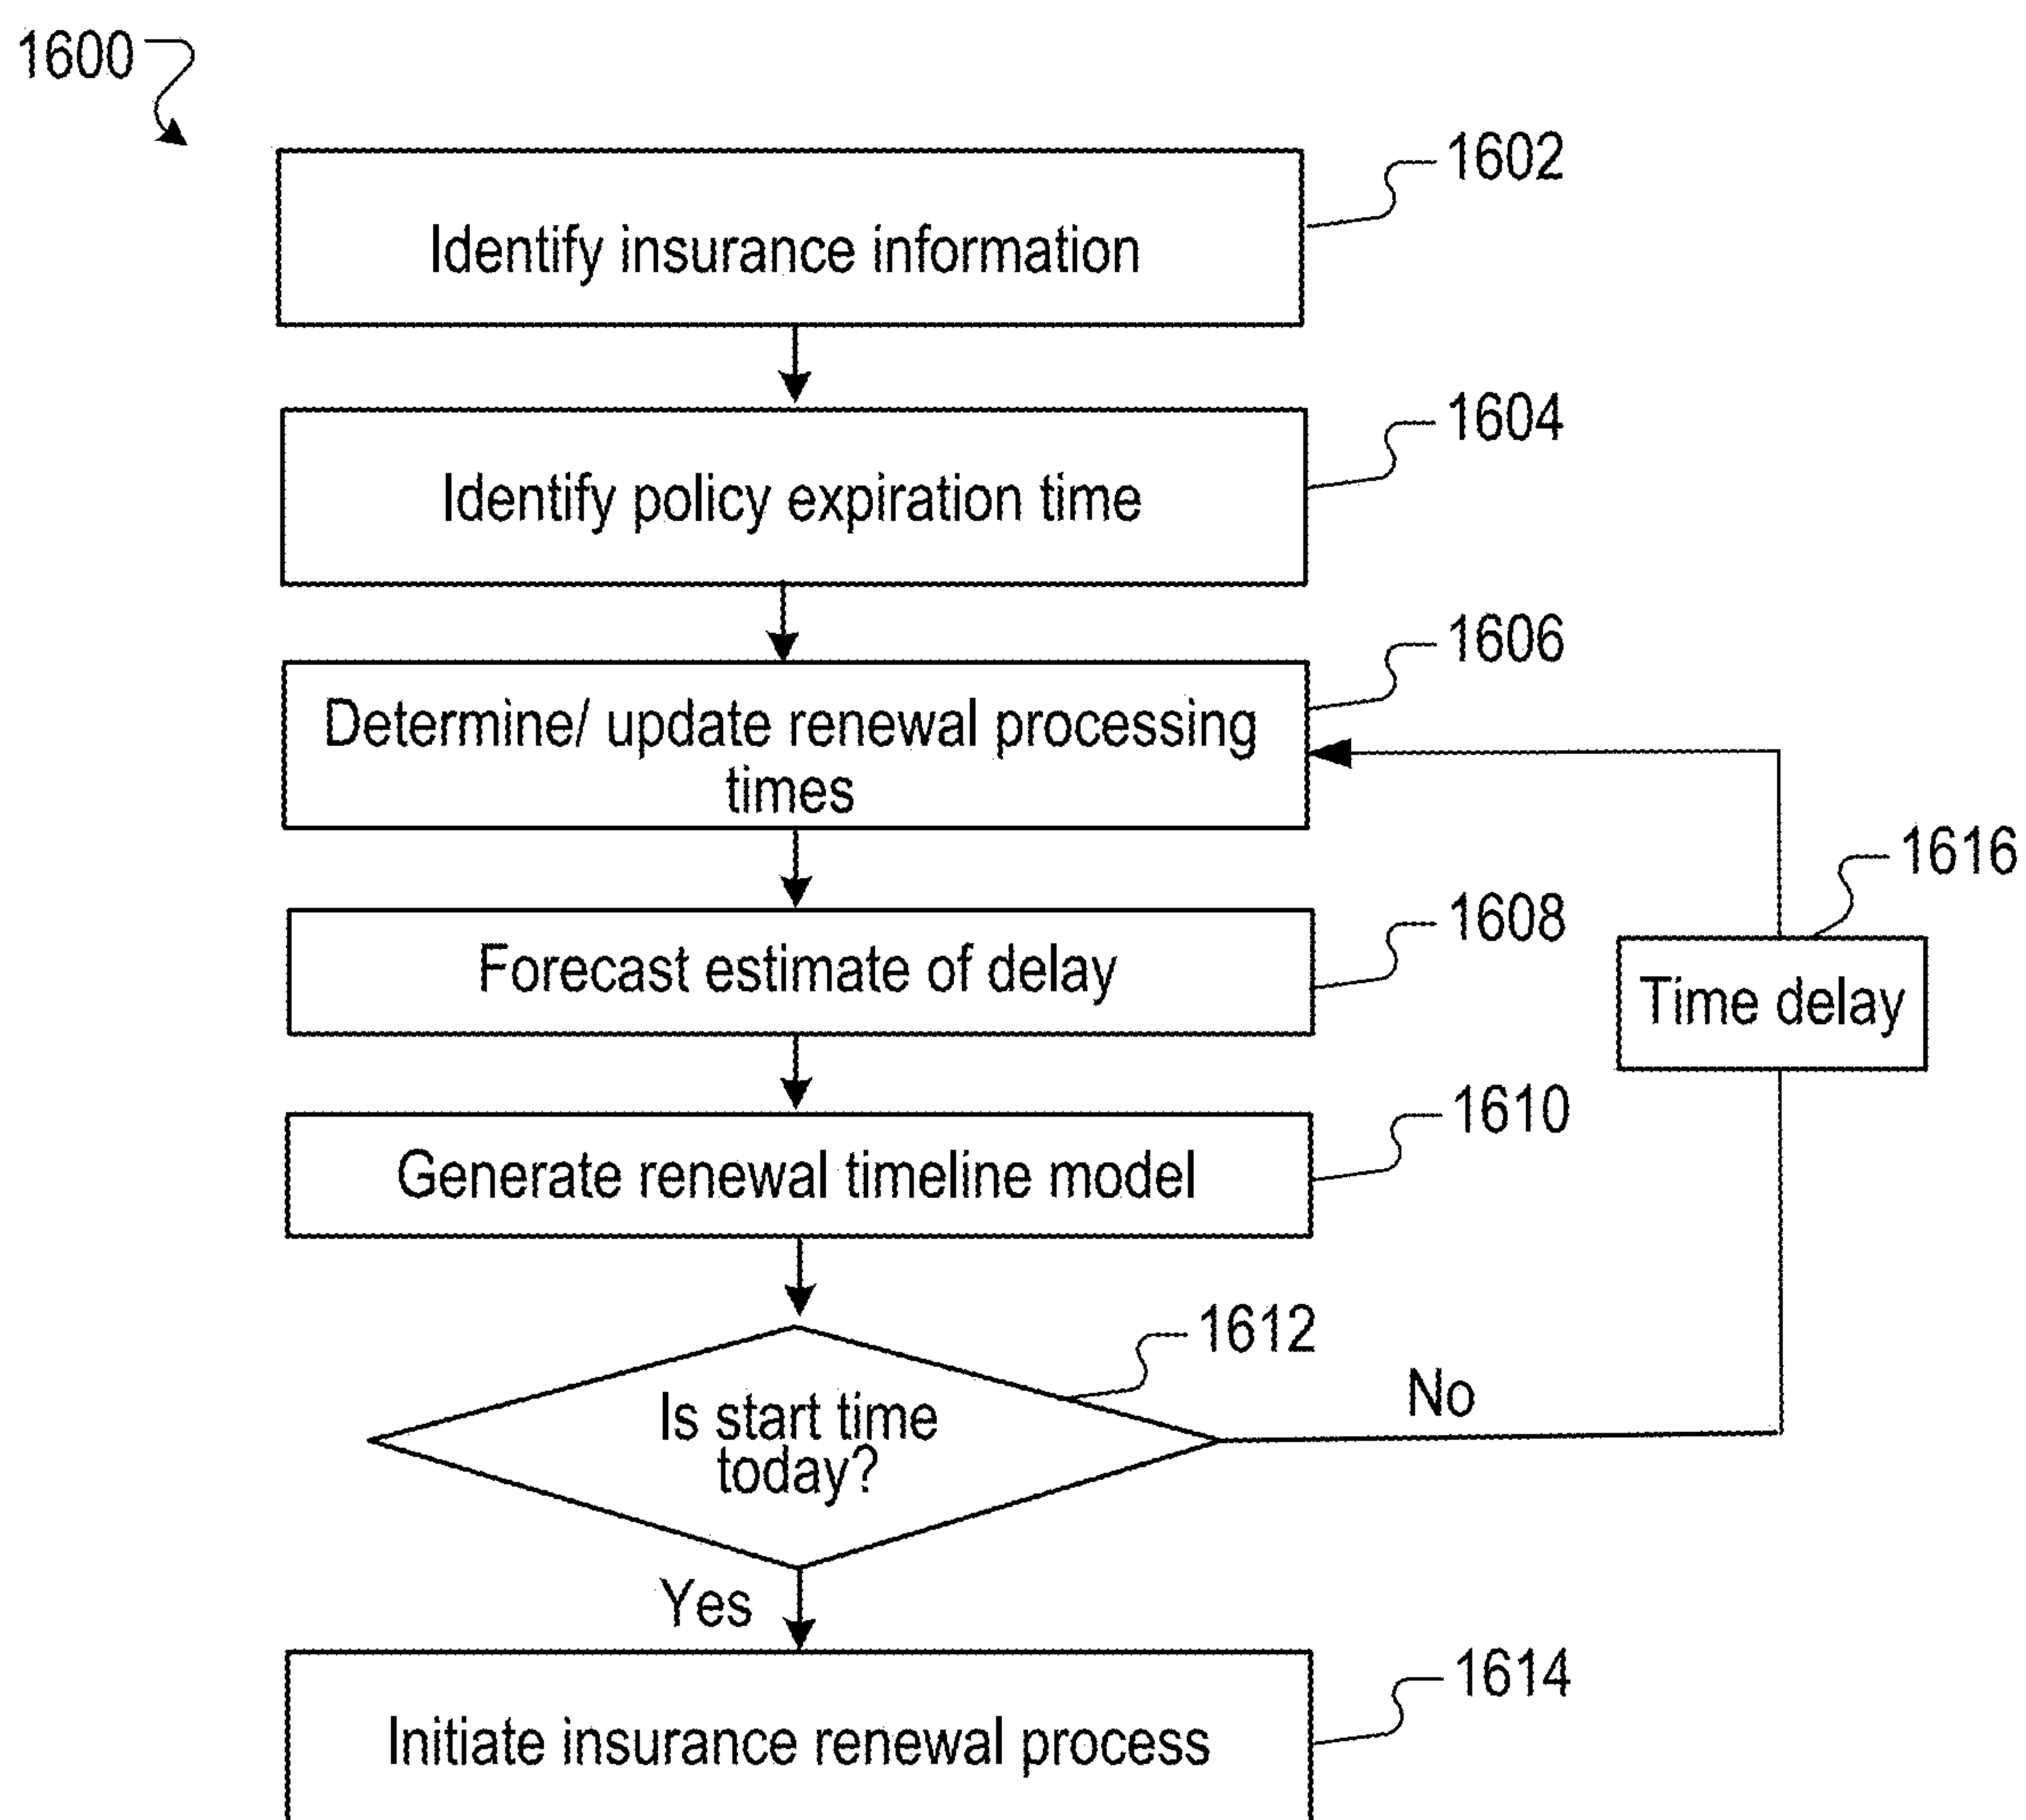 1600
1602
Identify insurance information
1604
Identify policy expiration time
1606
Determine/ update renewal processing
times
1616
1608
Forecast estimate of delay
Time delay
1610
Generate renewal timeline model
1612
No
Is start time
today?
Yes
1614
Initiate insurance renewal process